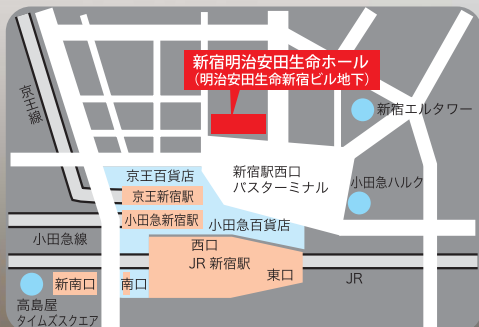 新宿明治安田生命ホール
(明治安田生命新宿ビル地下)
京王線
新宿エルタワー
京王百貨店
新宿駅西口
バスターミナル
小田急ハルク
京王新宿駅
小田急新宿駅
小田急百貨店
小田急線
西口
JR 新宿駅
東口
JR
新南口
南口
高島屋
タイムズスクエア